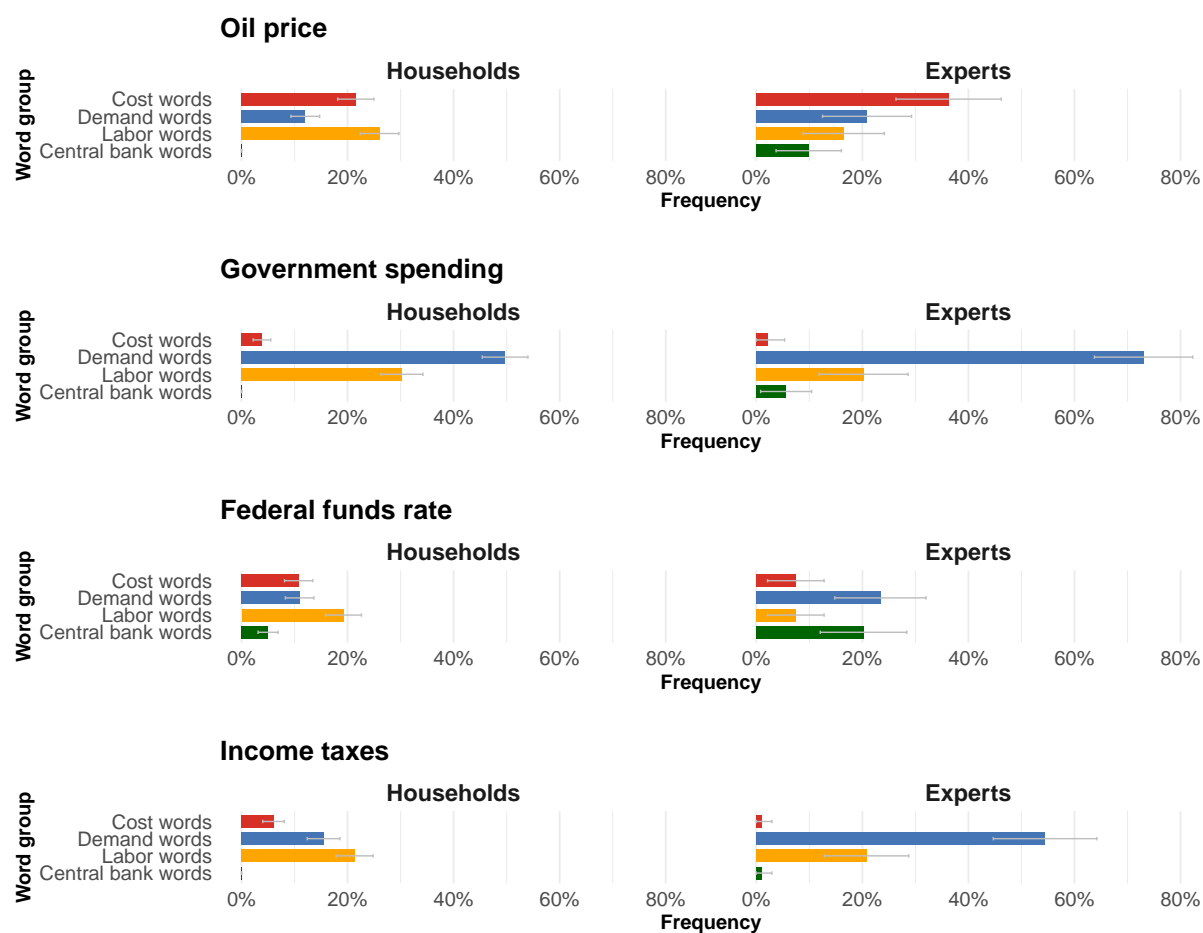 Oil price
Households Experts
Word group
Cost words
Demand words
Labor words
Central bank words
0% 20% 40% 60% 80% 0% 20% 40% 60% 80%
Frequency
Government spending
Households Experts
Word group
Cost words
Demand words
Labor words
Central bank words
0% 20% 40% 60% 80% 0% 20% 40% 60% 80%
Frequency
Federal funds rate
Households Experts
Word group
Cost words
Demand words
Labor words
Central bank words
0% 20% 40% 60% 80% 0% 20% 40% 60% 80%
Frequency
Income taxes
Households Experts
Word group
Cost words
Demand words
Labor words
Central bank words
0% 20% 40% 60% 80% 0% 20% 40% 60% 80%
Frequency